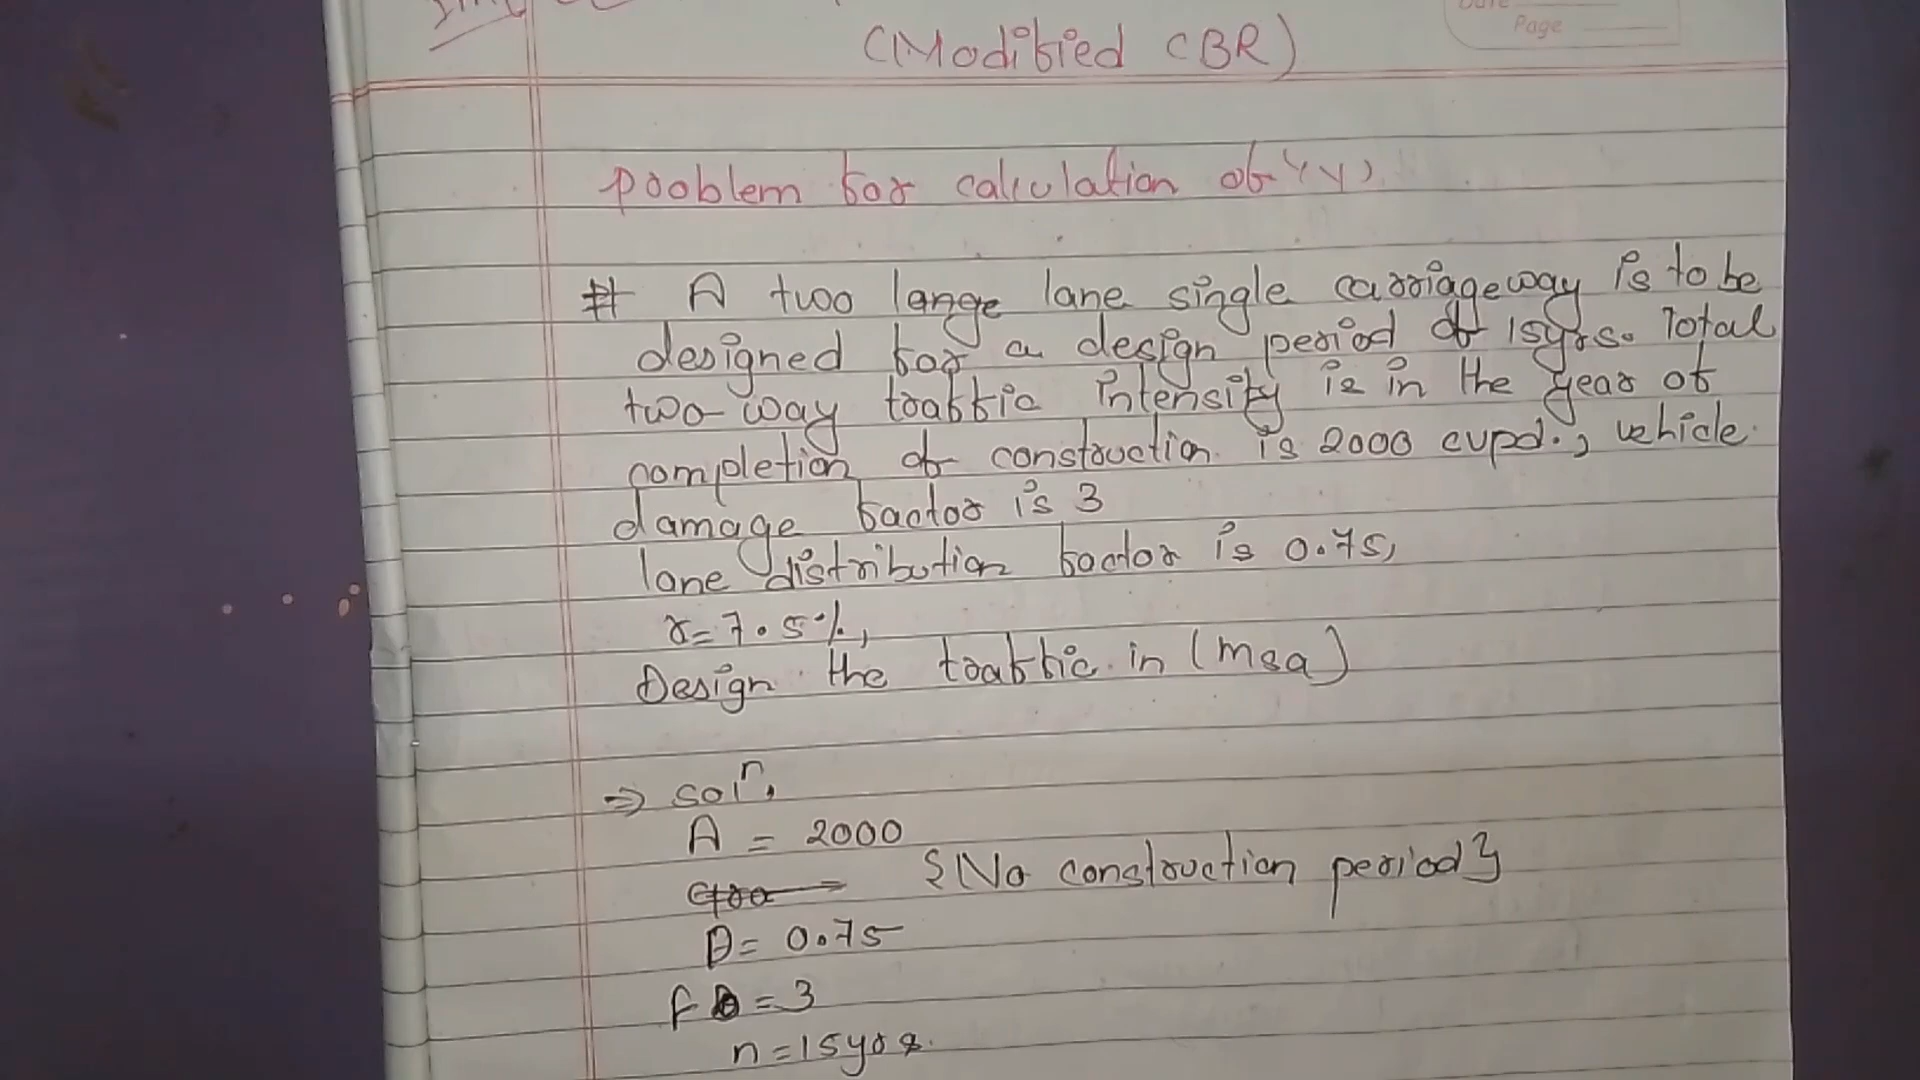 (Modified CBR)
Page
problem for calculation of 'Y'
# A two lange lane single carriageway is to be
designed for a design period of 15yrs. Total
two-way traffic intensity is in the year of
completion of construction is 2000 cvpd., vehicle
damage factor is 3
lane distribution factor is 0.75,
r=7.5%,
Design the traffic in (msa)
⇒ solⁿ,
A = 2000
{No construction period}
D= 0.75
F = 3
n=15yrs.